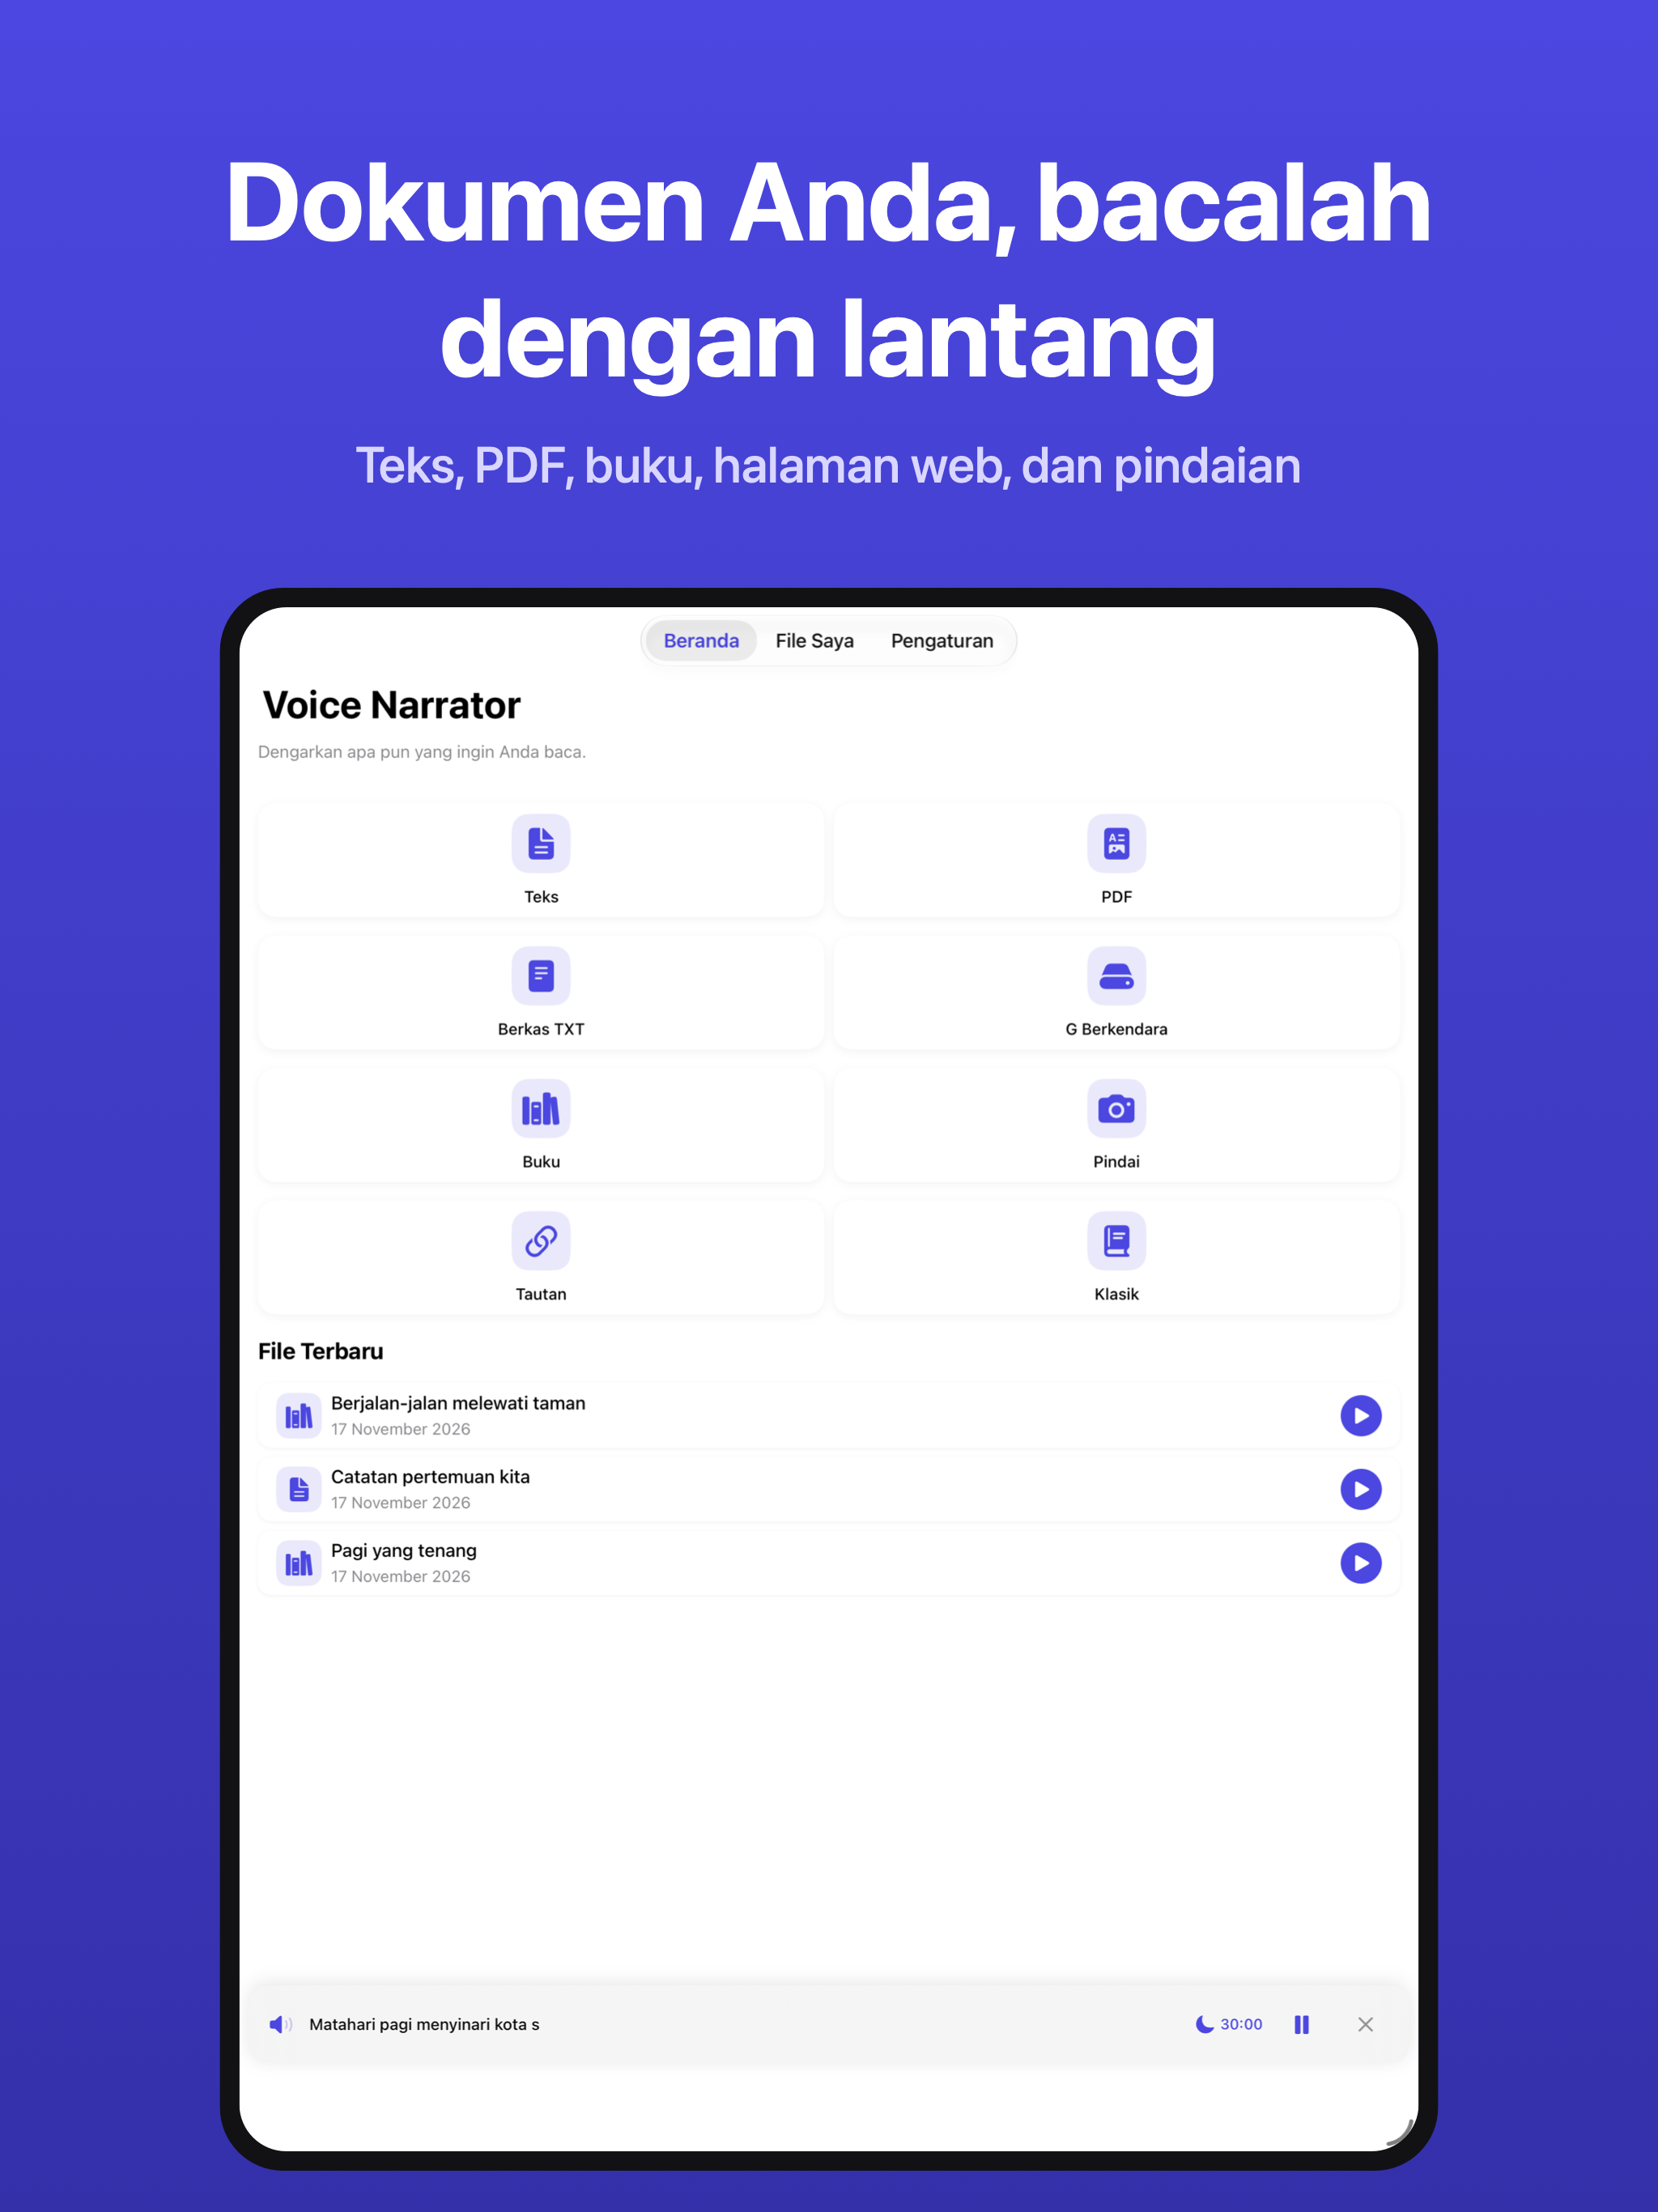 Dokumen Anda, bacalah
dengan lantang
Teks, PDF, buku, halaman web, dan pindaian
Beranda File Saya Pengaturan
Voice Narrator
Dengarkan apa pun yang ingin Anda baca.
Teks
PDF
Berkas TXT
G Berkendara
Buku
Pindai
Tautan
Klasik
File Terbaru
Berjalan-jalan melewati taman
17 November 2026
Catatan pertemuan kita
17 November 2026
Pagi yang tenang
17 November 2026
Matahari pagi menyinari kota s
30:00